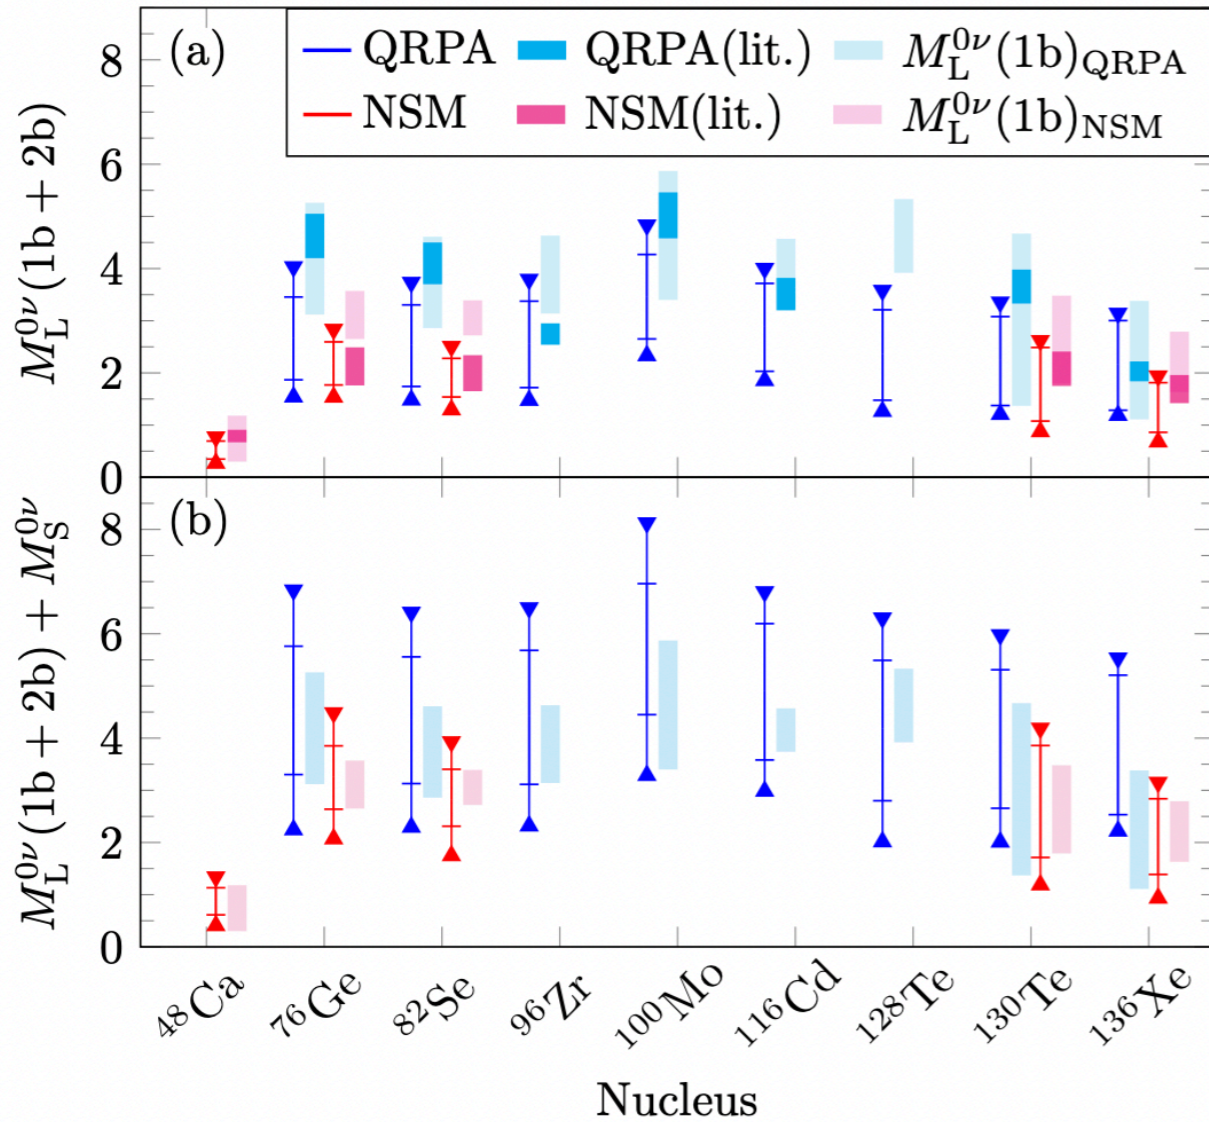 (a)
QRPA QRPA(lit.) M_L^{0ν}(1b)_{QRPA}
NSM NSM(lit.) M_L^{0ν}(1b)_{NSM}
M_L^{0ν}(1b + 2b)
8
6
4
2
0
(b)
M_L^{0ν}(1b + 2b) + M_S^{0ν}
8
6
4
2
0
⁴⁸Ca ⁷⁶Ge ⁸²Se ⁹⁶Zr ¹⁰⁰Mo ¹¹⁶Cd ¹²⁸Te ¹³⁰Te ¹³⁶Xe
Nucleus